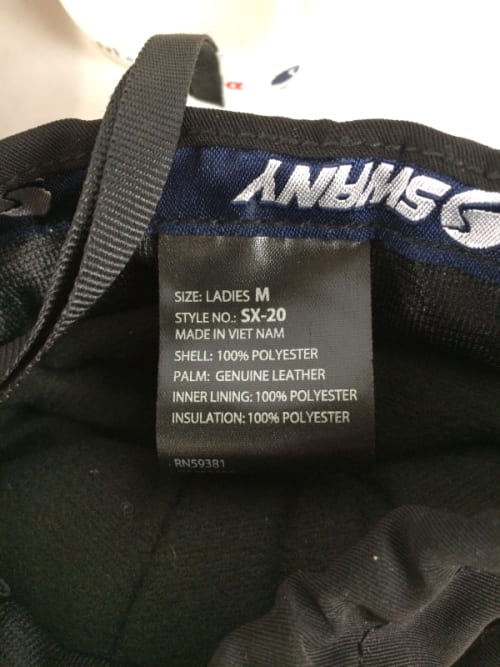 SWANY
SIZE: LADIES M
STYLE NO.: SX-20
MADE IN VIET NAM
SHELL: 100% POLYESTER
PALM: GENUINE LEATHER
INNER LINING: 100% POLYESTER
INSULATION: 100% POLYESTER
RN59381